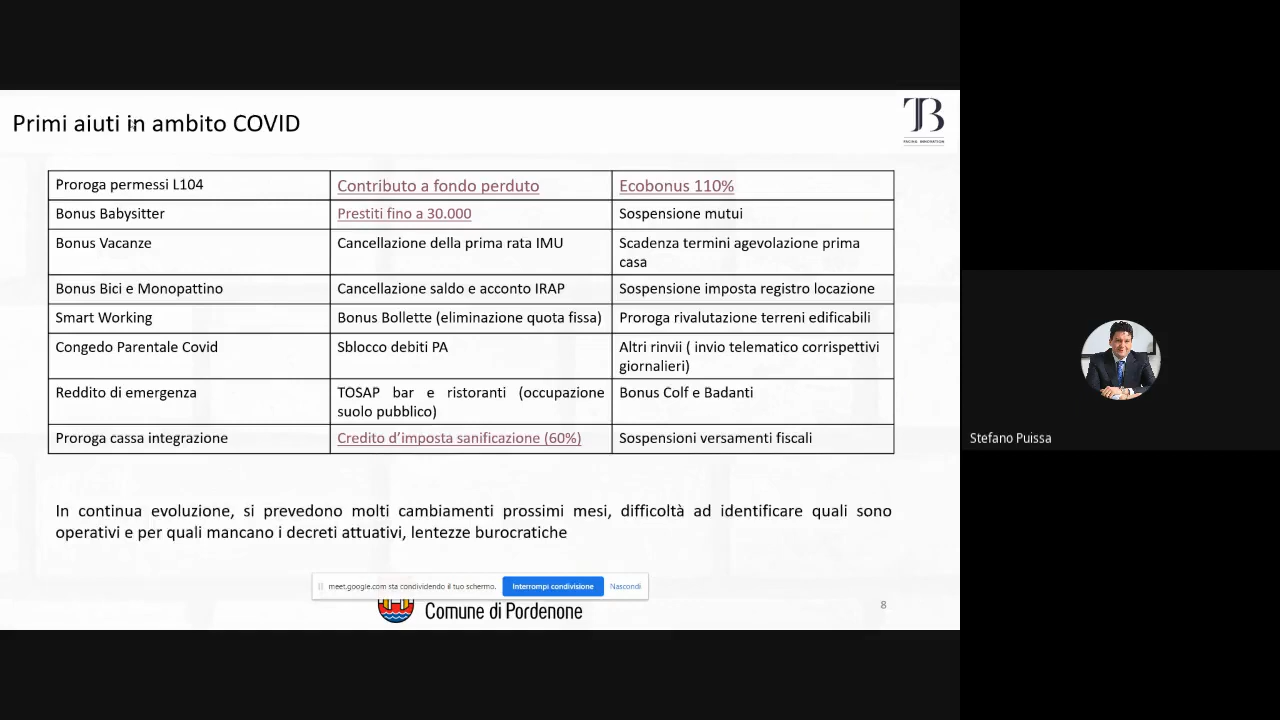 Primi aiuti in ambito COVID
TB
Proroga permessi L104
Contributo a fondo perduto
Ecobonus 110%
Bonus Babysitter
Prestiti fino a 30.000
Sospensione mutui
Bonus Vacanze
Cancellazione della prima rata IMU
Scadenza termini agevolazione prima
casa
Bonus Bici e Monopattino
Cancellazione saldo e acconto IRAP
Sospensione imposta registro locazione
Smart Working
Bonus Bollette (eliminazione quota fissa)
Proroga rivalutazione terreni edificabili
Congedo Parentale Covid
Sblocco debiti PA
Altri rinvii ( invio telematico corrispettivi
giornalieri)
Reddito di emergenza
TOSAP bar e ristoranti (occupazione
suolo pubblico)
Bonus Colf e Badanti
Proroga cassa integrazione
Credito d’imposta sanificazione (60%)
Sospensioni versamenti fiscali
Stefano Puissa
In continua evoluzione, si prevedono molti cambiamenti prossimi mesi, difficoltà ad identificare quali sono
operativi e per quali mancano i decreti attuativi, lentezze burocratiche
meet.google.com sta condividendo il tuo schermo.
Interrompi condivisione
Nascondi
Comune di Pordenone
8